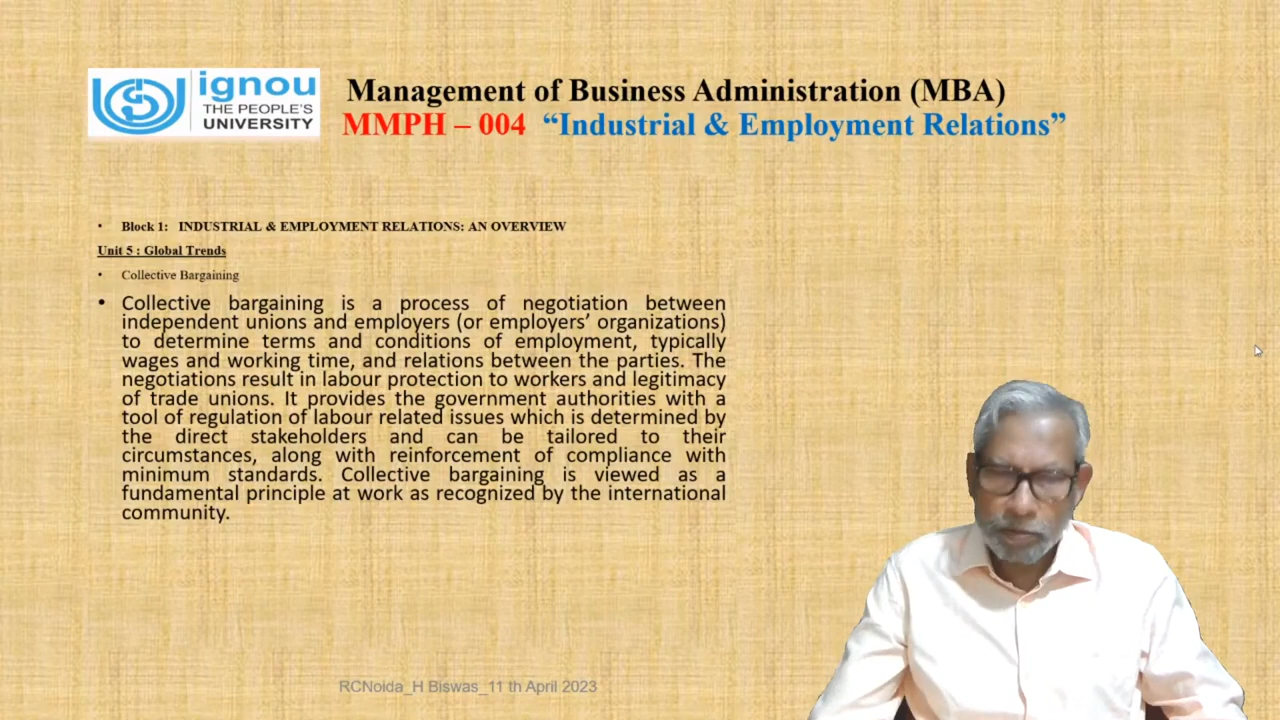 ignou
THE PEOPLE'S
UNIVERSITY
Management of Business Administration (MBA)
MMPH – 004 “Industrial & Employment Relations”
• Block 1: INDUSTRIAL & EMPLOYMENT RELATIONS: AN OVERVIEW
Unit 5 : Global Trends
• Collective Bargaining
• Collective bargaining is a process of negotiation between
independent unions and employers (or employers’ organizations)
to determine terms and conditions of employment, typically
wages and working time, and relations between the parties. The
negotiations result in labour protection to workers and legitimacy
of trade unions. It provides the government authorities with a
tool of regulation of labour related issues which is determined by
the direct stakeholders and can be tailored to their
circumstances, along with reinforcement of compliance with
minimum standards. Collective bargaining is viewed as a
fundamental principle at work as recognized by the international
community.
RCNoida_H Biswas_11 th April 2023